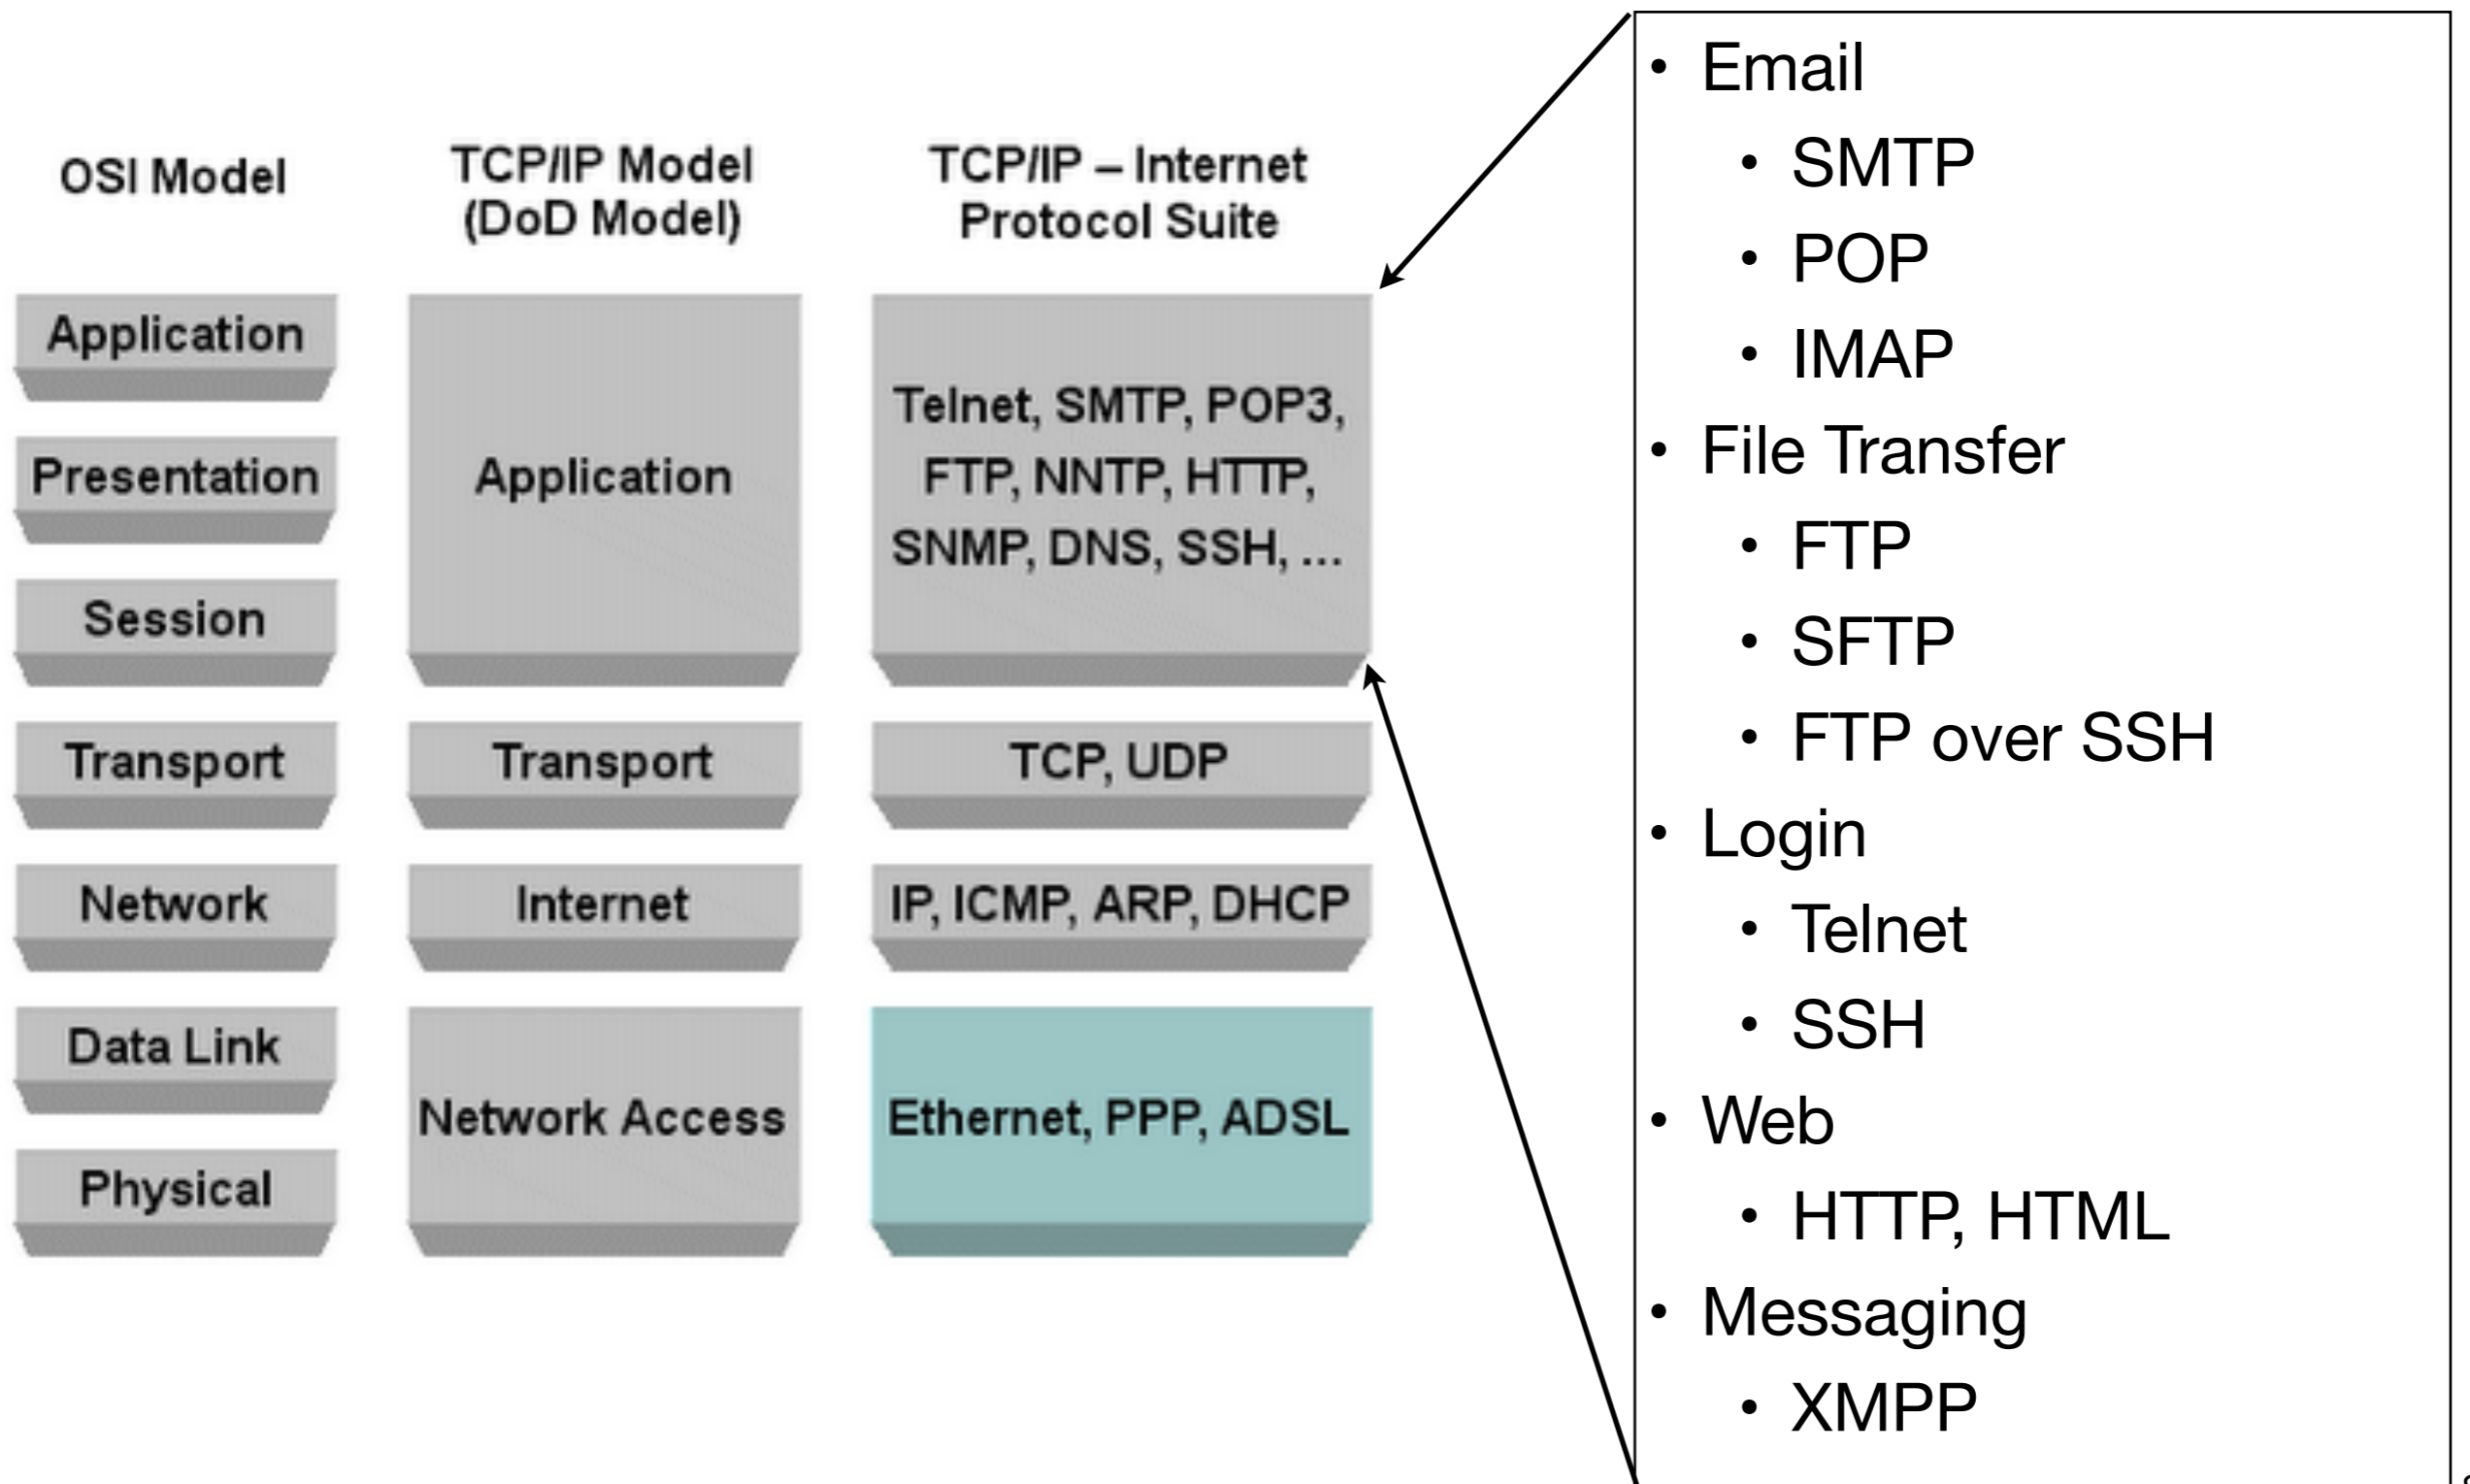 OSI Model
TCP/IP Model
(DoD Model)
TCP/IP – Internet
Protocol Suite
Application
Presentation
Session
Transport
Network
Data Link
Physical
Application
Transport
Internet
Network Access
Telnet, SMTP, POP3,
FTP, NNTP, HTTP,
SNMP, DNS, SSH, ...
TCP, UDP
IP, ICMP, ARP, DHCP
Ethernet, PPP, ADSL
• Email
• SMTP
• POP
• IMAP
• File Transfer
• FTP
• SFTP
• FTP over SSH
• Login
• Telnet
• SSH
• Web
• HTTP, HTML
• Messaging
• XMPP